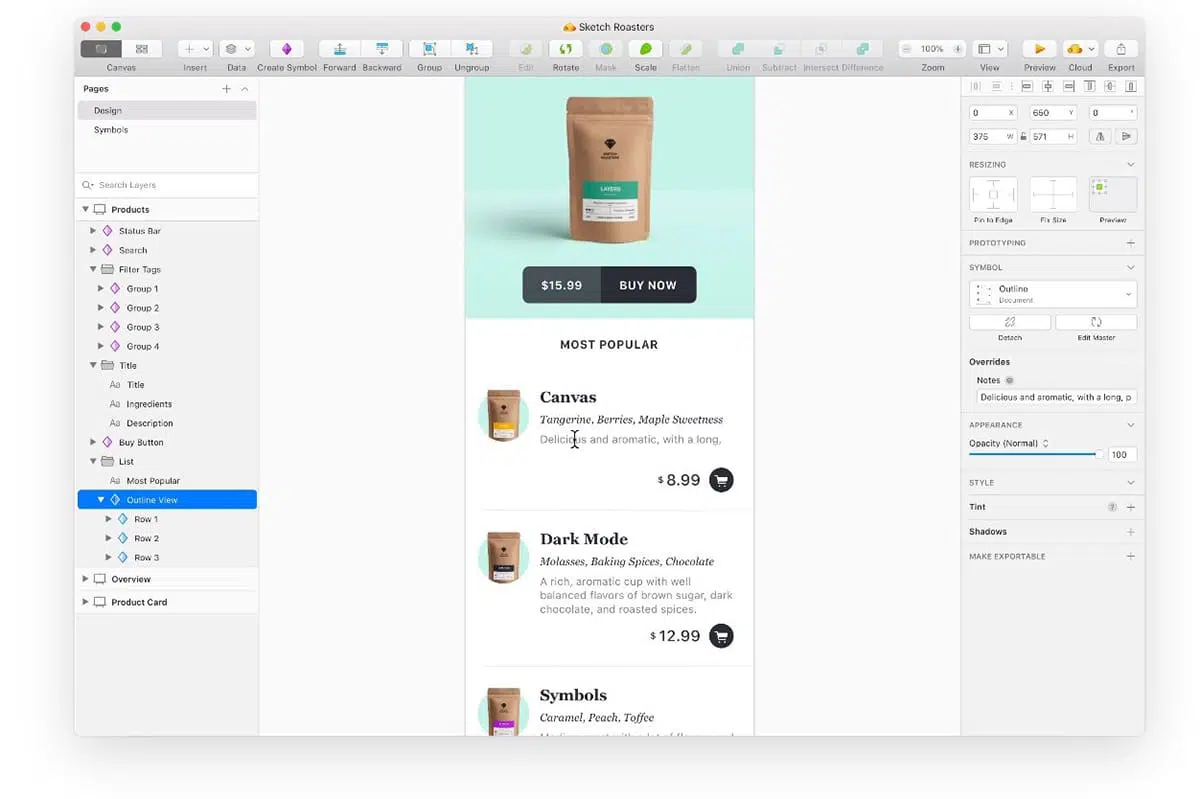 Sketch Roasters
100%
Canvas Insert Data Create Symbol Forward Backward Group Ungroup Edit Rotate Mask Scale Flatten Union Subtract Intersect Difference Zoom View Preview Cloud Export
Pages
Design
Symbols
Search Layers
Products
Status Bar
Search
Filter Tags
Group 1
Group 2
Group 3
Group 4
Title
Aa Title
Aa Ingredients
Aa Description
Buy Button
List
Aa Most Popular
Outline View
Row 1
Row 2
Row 3
Overview
Product Card
SKETCH
ROASTERS
LAYERS
$15.99 BUY NOW
MOST POPULAR
Canvas
Tangerine, Berries, Maple Sweetness
Delicious and aromatic, with a long,
$ 8.99
Dark Mode
Molasses, Baking Spices, Chocolate
A rich, aromatic cup with well
balanced flavors of brown sugar, dark
chocolate, and roasted spices.
$ 12.99
Symbols
Caramel, Peach, Toffee
0 X 650 Y 0 °
375 W 571 H
RESIZING
Pin to Edge Fix Size Preview
PROTOTYPING
SYMBOL
Outline
Document
Detach Edit Master
Overrides
Notes
Delicious and aromatic, with a long, p
APPEARANCE
Opacity (Normal)
100
STYLE
Tint ?
Shadows
MAKE EXPORTABLE